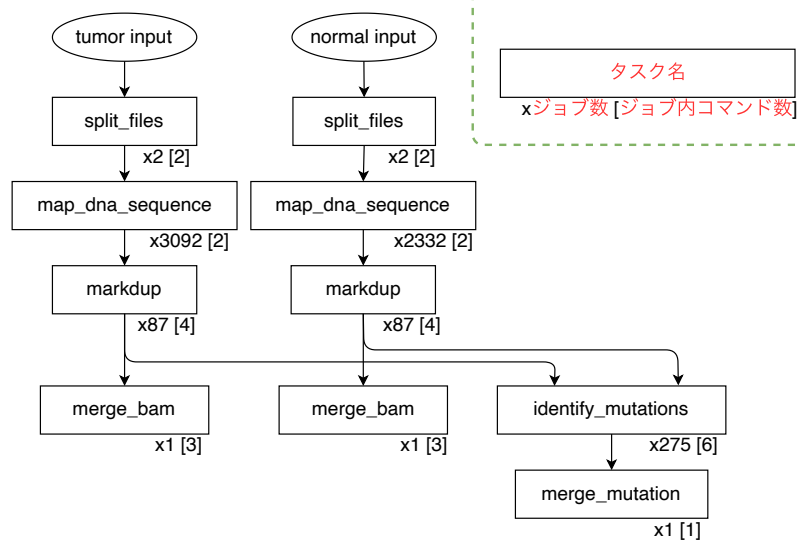 tumor input
normal input
タスク名
xジョブ数 [ジョブ内コマンド数]
split_files
x2 [2]
split_files
x2 [2]
map_dna_sequence
x3092 [2]
map_dna_sequence
x2332 [2]
markdup
x87 [4]
markdup
x87 [4]
merge_bam
x1 [3]
merge_bam
x1 [3]
identify_mutations
x275 [6]
merge_mutation
x1 [1]